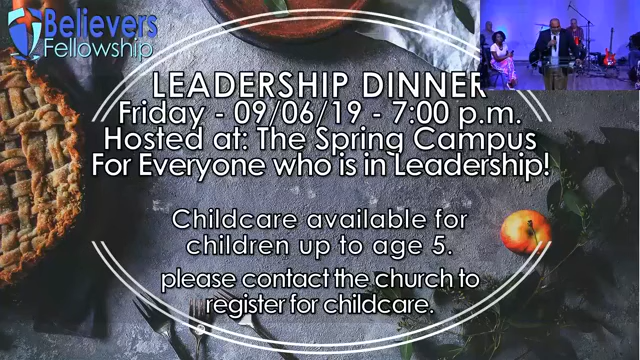 Believers
Fellowship
LEADERSHIP DINNER
Friday - 09/06/19 - 7:00 p.m.
Hosted at: The Spring Campus
For Everyone who is in Leadership!
Childcare available for
children up to age 5.
please contact the church to
register for childcare.